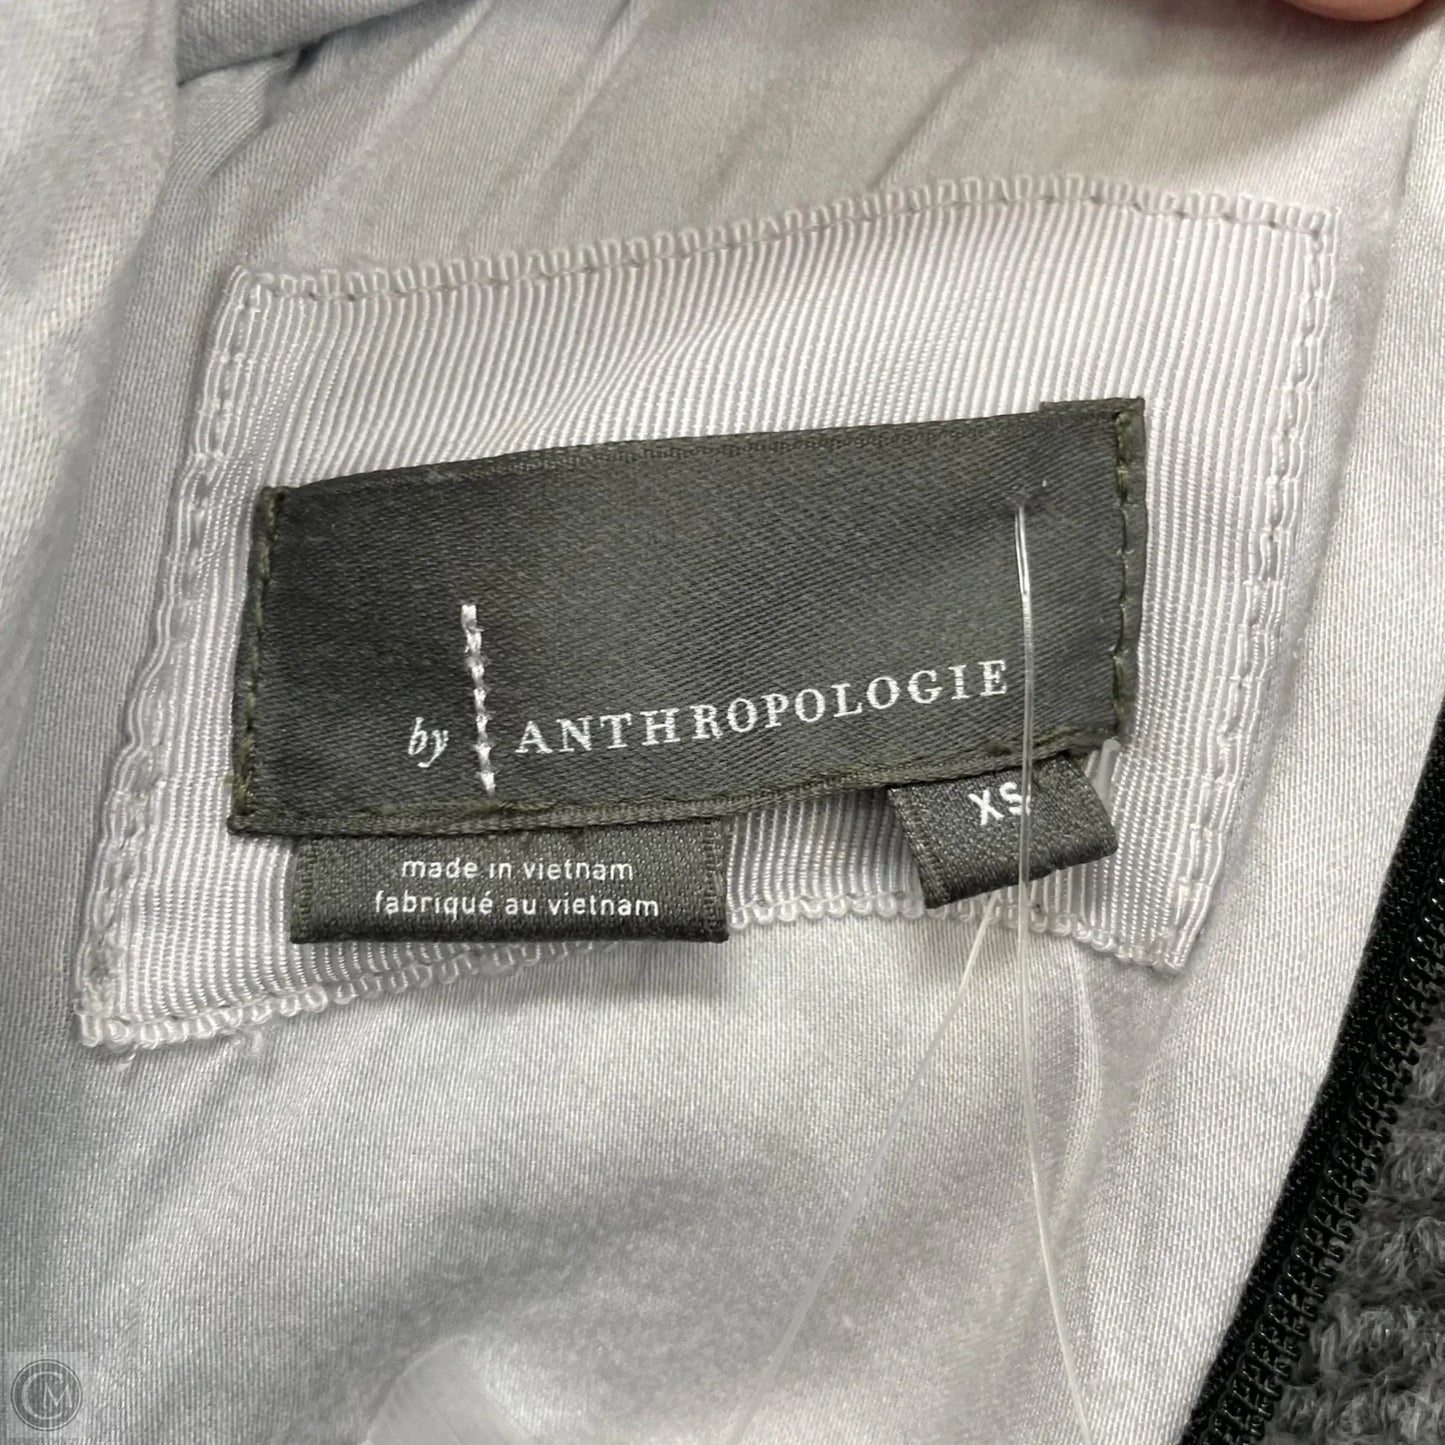 by ANTHROPOLOGIE
XS
made in vietnam
fabriqué au vietnam